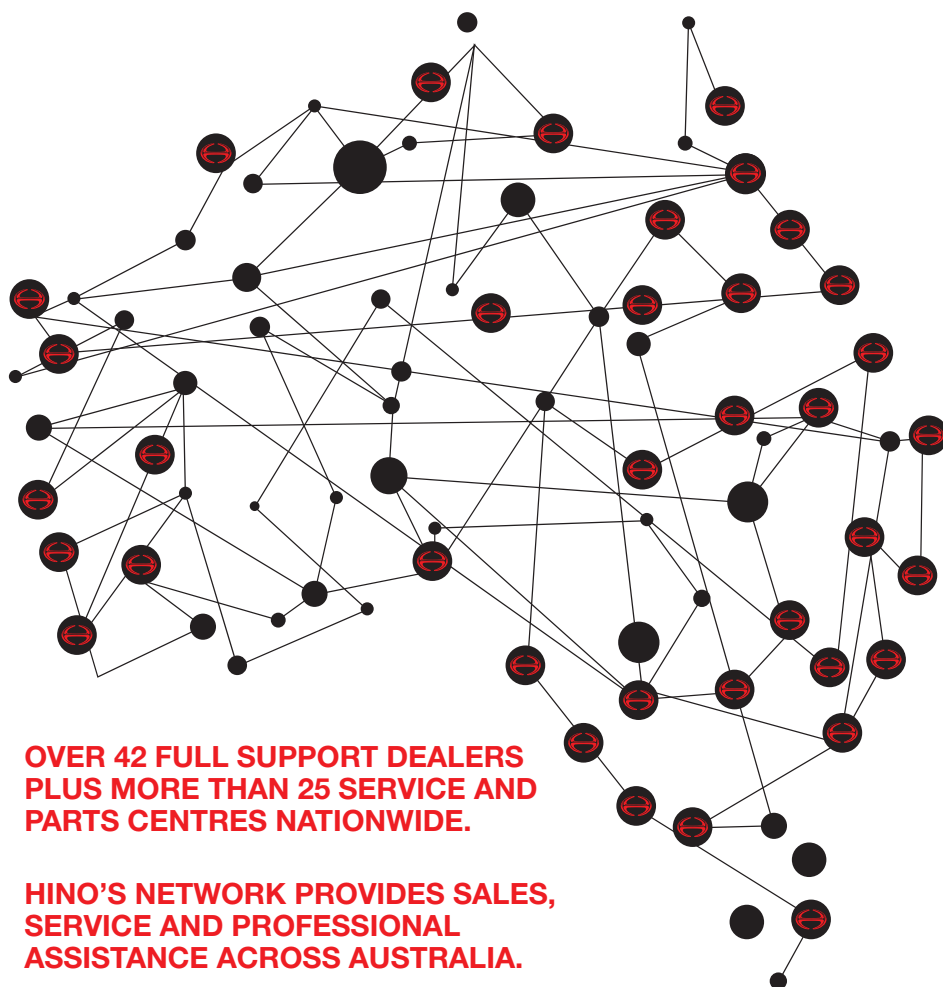 OVER 42 FULL SUPPORT DEALERS
PLUS MORE THAN 25 SERVICE AND
PARTS CENTRES NATIONWIDE.
HINO’S NETWORK PROVIDES SALES,
SERVICE AND PROFESSIONAL
ASSISTANCE ACROSS AUSTRALIA.